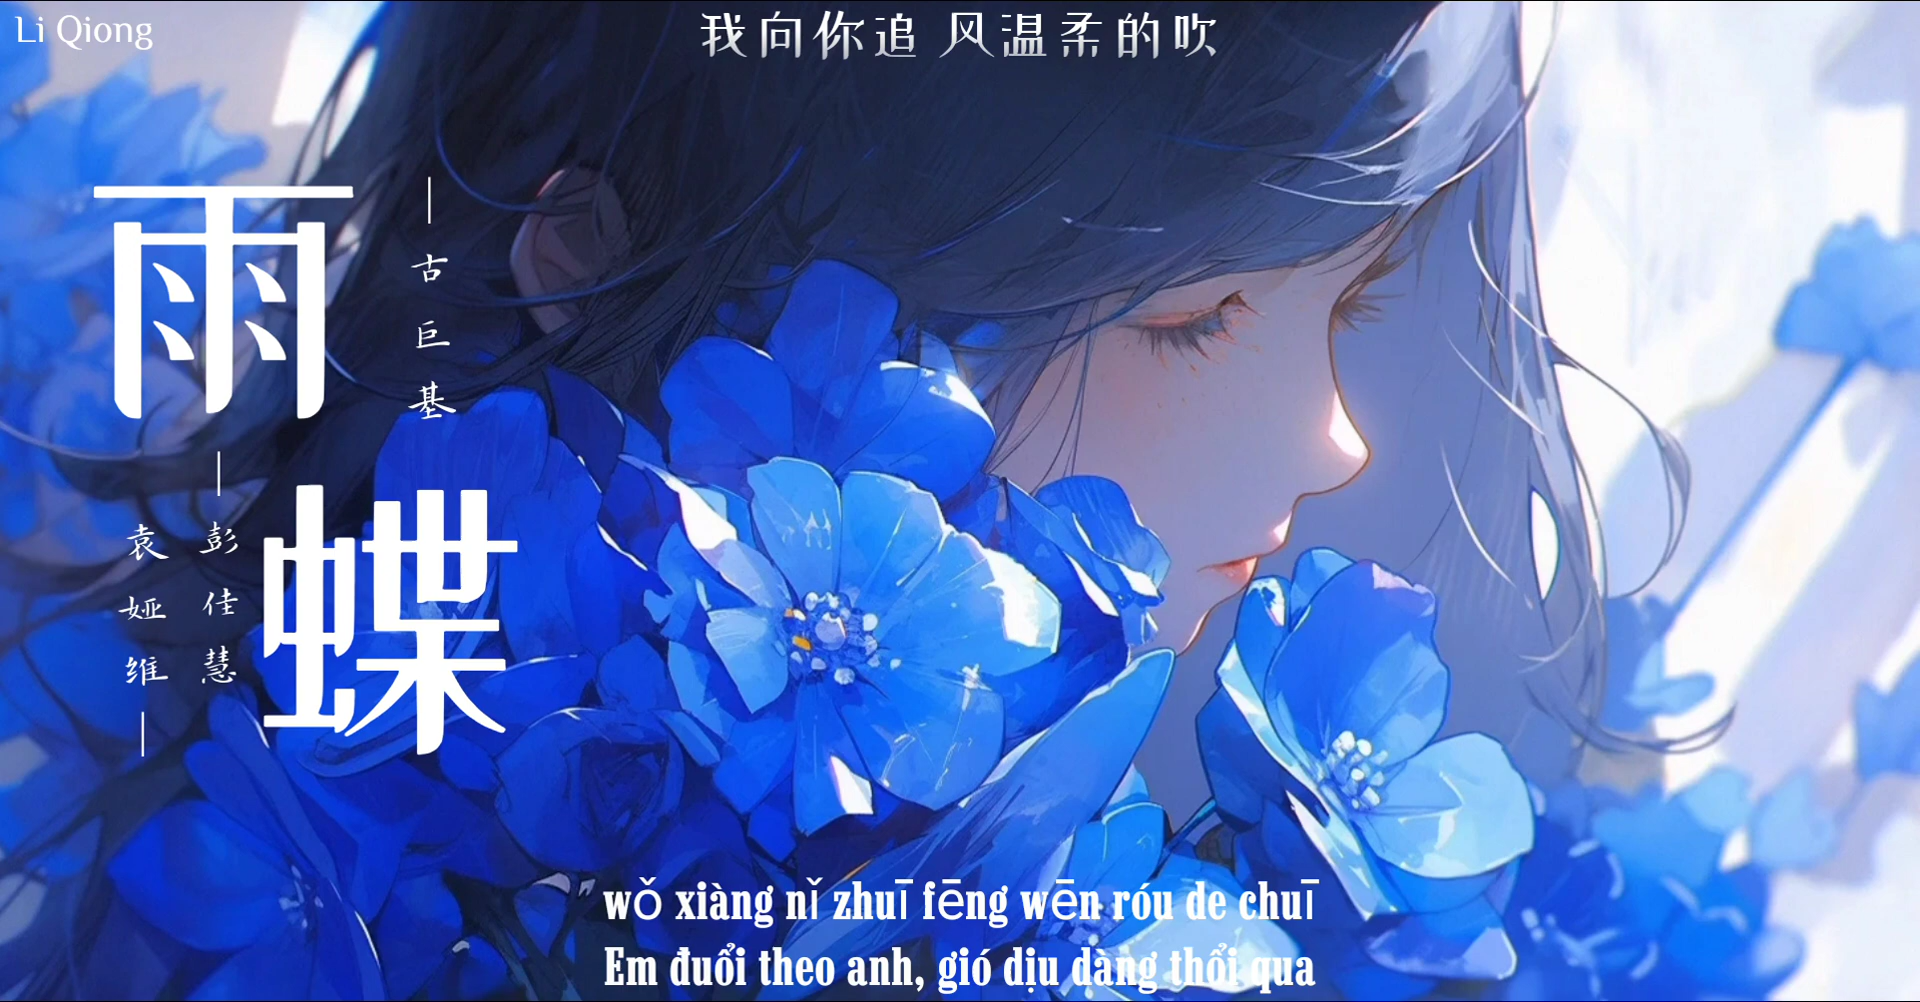 Li Qiong
我向你追 风温柔的吹
雨蝶
古巨基
彭佳慧
袁娅维
wǒ xiàng nǐ zhuī fēng wēn róu de chuī
Em đuổi theo anh, gió dịu dàng thổi qua